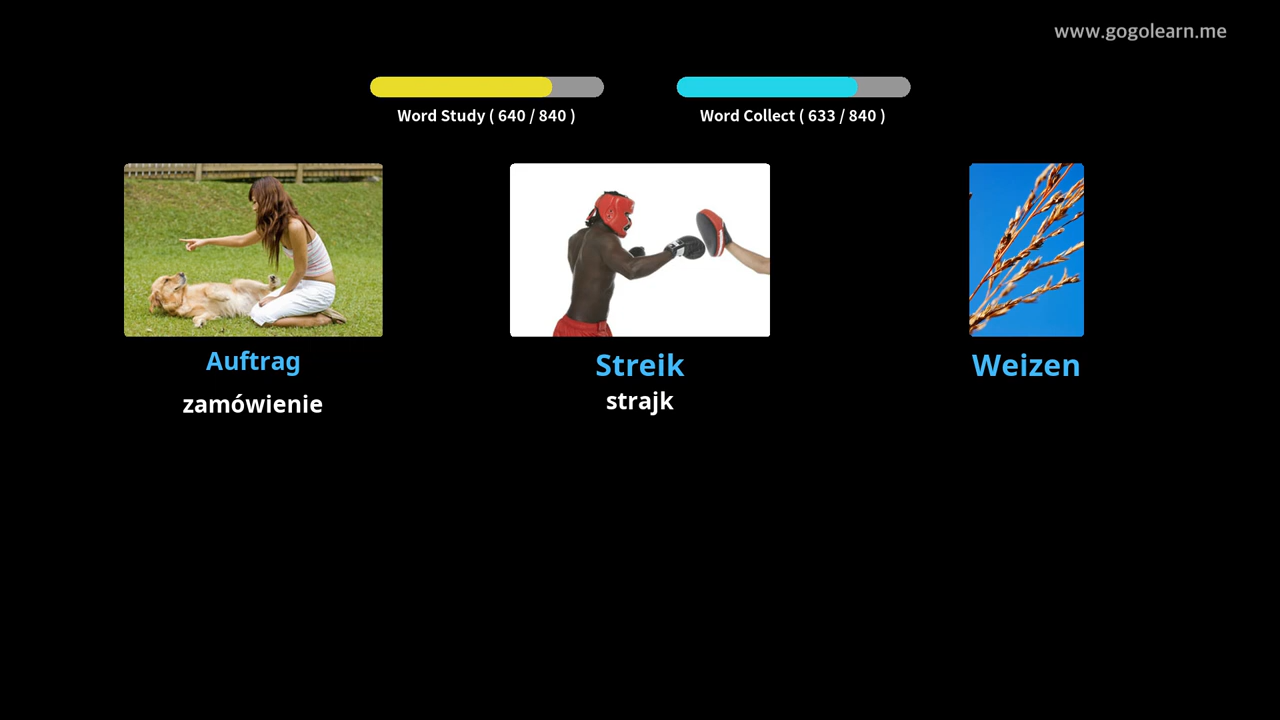 www.gogolearn.me
Word Study ( 640 / 840 )
Word Collect ( 633 / 840 )
Auftrag
zamówienie
Streik
strajk
Weizen